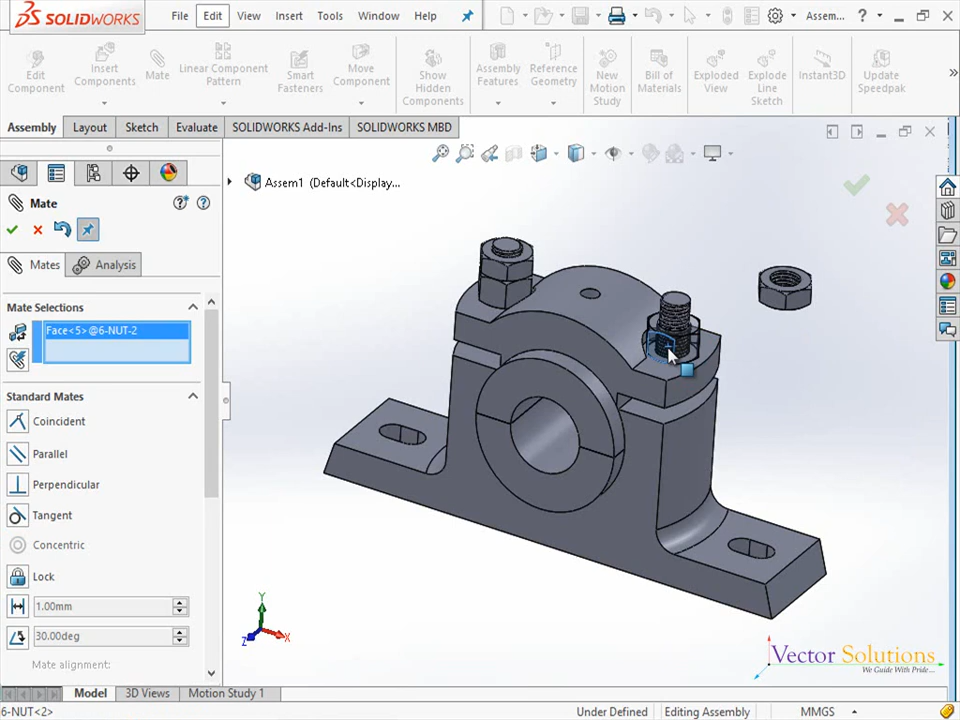 SOLIDWORKS File Edit View Insert Tools Window Help Assem... ?
Edit Component
Insert Components
Mate
Linear Component Pattern
Smart Fasteners
Move Component
Show Hidden Components
Assembly Features
Reference Geometry
New Motion Study
Bill of Materials
Exploded View
Explode Line Sketch
Instant3D
Update Speedpak
Assembly Layout Sketch Evaluate SOLIDWORKS Add-Ins SOLIDWORKS MBD
Assem1 (Default<Display...
Mate
Mates Analysis
Mate Selections
Face<5>@6-NUT-2
Standard Mates
Coincident
Parallel
Perpendicular
Tangent
Concentric
Lock
1.00mm
30.00deg
Mate alignment:
Y
X
Z
Vector Solutions
We Guide With Pride...
Model 3D Views Motion Study 1
6-NUT<2> Under Defined Editing Assembly MMGS